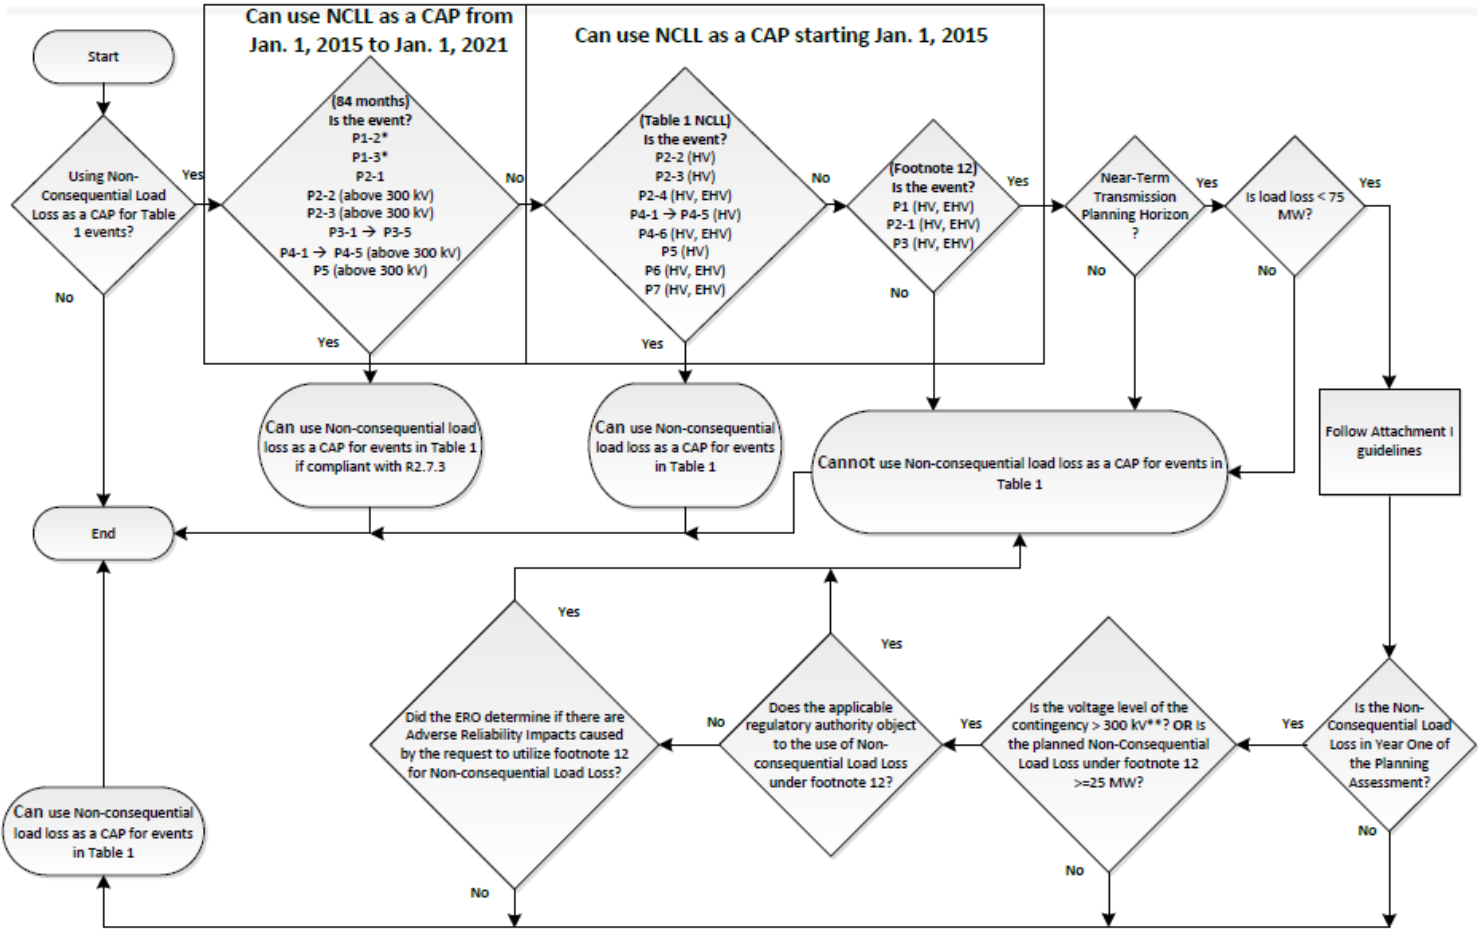 Can use NCLL as a CAP from
Jan. 1, 2015 to Jan. 1, 2021
Can use NCLL as a CAP starting Jan. 1, 2015
Start
Using Non-
Consequential Load
Loss as a CAP for Table
1 events?
Yes
No
(84 months)
Is the event?
P1-2*
P1-3*
P2-1
P2-2 (above 300 kV)
P2-3 (above 300 kV)
P3-1 → P3-5
P4-1 → P4-5 (above 300 kV)
P5 (above 300 kV)
No
Yes
(Table 1 NCLL)
Is the event?
P2-2 (HV)
P2-3 (HV)
P2-4 (HV, EHV)
P4-1 → P4-5 (HV)
P4-6 (HV, EHV)
P5 (HV)
P6 (HV, EHV)
P7 (HV, EHV)
No
Yes
(Footnote 12)
Is the event?
P1 (HV, EHV)
P2-1 (HV, EHV)
P3 (HV, EHV)
Yes
No
Near-Term
Transmission
Planning Horizon
?
Yes
No
Is load loss < 75
MW?
Yes
No
Can use Non-consequential load
loss as a CAP for events in Table 1
if compliant with R2.7.3
Can use Non-consequential
load loss as a CAP for events
in Table 1
Cannot use Non-consequential load loss as a CAP for events in
Table 1
Follow Attachment I
guidelines
End
Did the ERO determine if there are
Adverse Reliability Impacts caused
by the request to utilize footnote 12
for Non-consequential Load Loss?
Yes
No
Does the applicable
regulatory authority object
to the use of Non-
consequential Load Loss
under footnote 12?
Yes
No
Is the voltage level of the
contingency > 300 kV**? OR Is
the planned Non-Consequential
Load Loss under footnote 12
>=25 MW?
Yes
No
Is the Non-
Consequential Load
Loss in Year One of
the Planning
Assessment?
Yes
No
Can use Non-consequential
load loss as a CAP for events
in Table 1